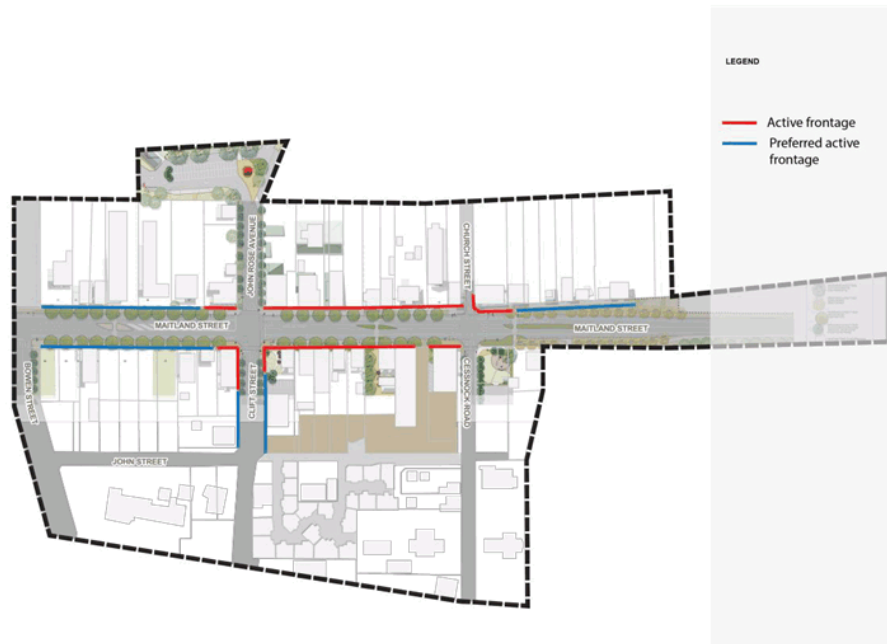 LEGEND
Active frontage
Preferred active
frontage
JOHN ROSE AVENUE
CHURCH STREET
MAITLAND STREET
MAITLAND STREET
BOWEN STREET
CLIFT STREET
CESSNOCK ROAD
JOHN STREET